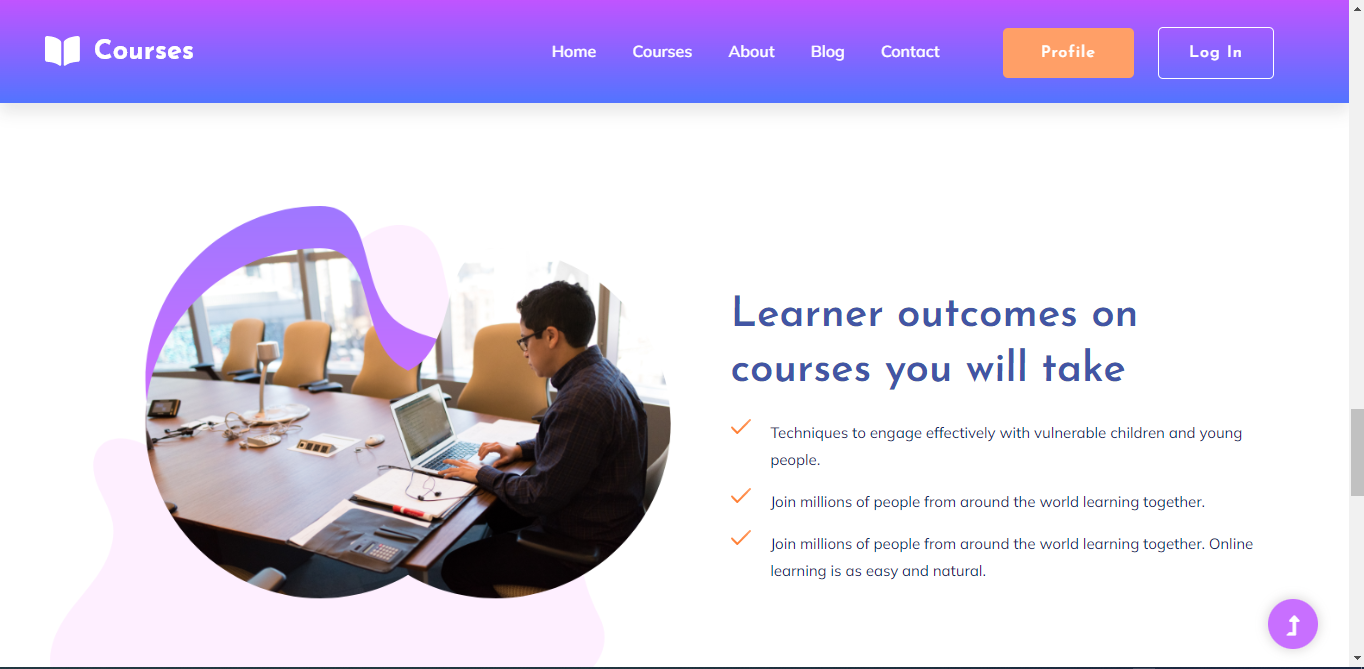 Courses
Home Courses About Blog Contact Profile Log In
Learner outcomes on
courses you will take
Techniques to engage effectively with vulnerable children and young
people.
Join millions of people from around the world learning together.
Join millions of people from around the world learning together. Online
learning is as easy and natural.